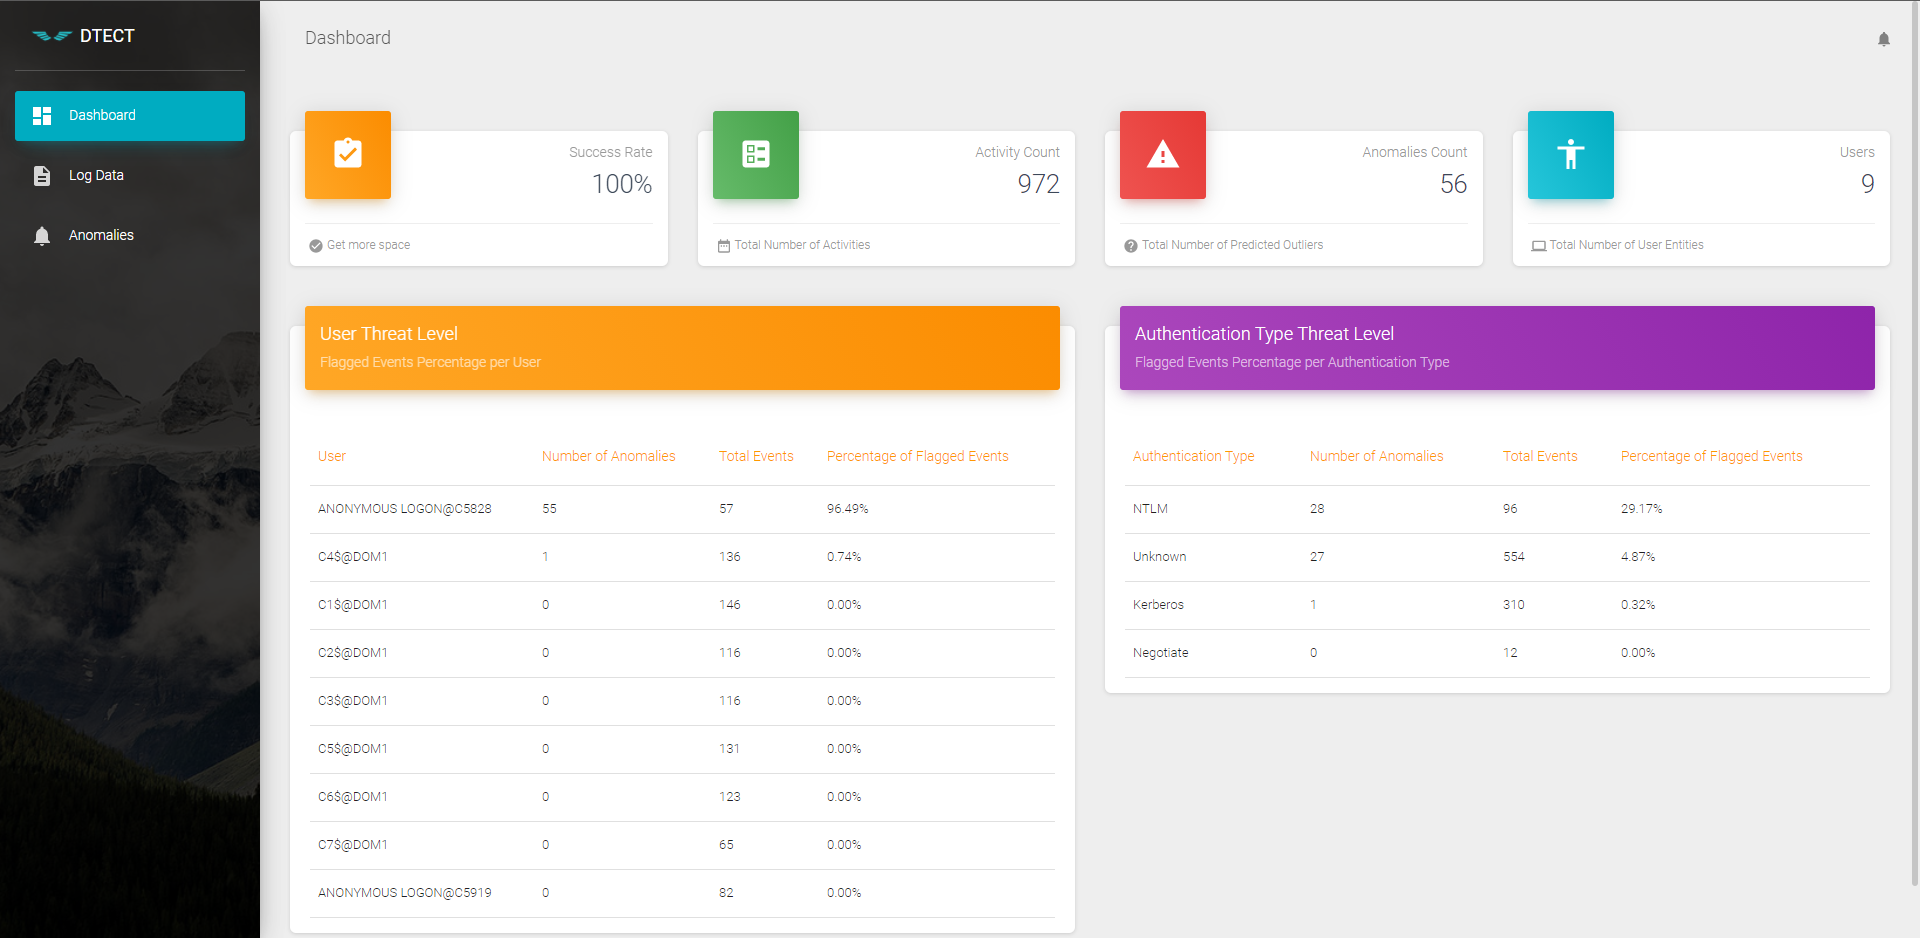 DTECT
Dashboard
Log Data
Anomalies
Dashboard
Success Rate
100%
Get more space
Activity Count
972
Total Number of Activities
Anomalies Count
56
Total Number of Predicted Outliers
Users
9
Total Number of User Entities
User Threat Level
Flagged Events Percentage per User
User Number of Anomalies Total Events Percentage of Flagged Events
ANONYMOUS LOGON@C5828 55 57 96.49%
C4$@DOM1 1 136 0.74%
C1$@DOM1 0 146 0.00%
C2$@DOM1 0 116 0.00%
C3$@DOM1 0 116 0.00%
C5$@DOM1 0 131 0.00%
C6$@DOM1 0 123 0.00%
C7$@DOM1 0 65 0.00%
ANONYMOUS LOGON@C5919 0 82 0.00%
Authentication Type Threat Level
Flagged Events Percentage per Authentication Type
Authentication Type Number of Anomalies Total Events Percentage of Flagged Events
NTLM 28 96 29.17%
Unknown 27 554 4.87%
Kerberos 1 310 0.32%
Negotiate 0 12 0.00%